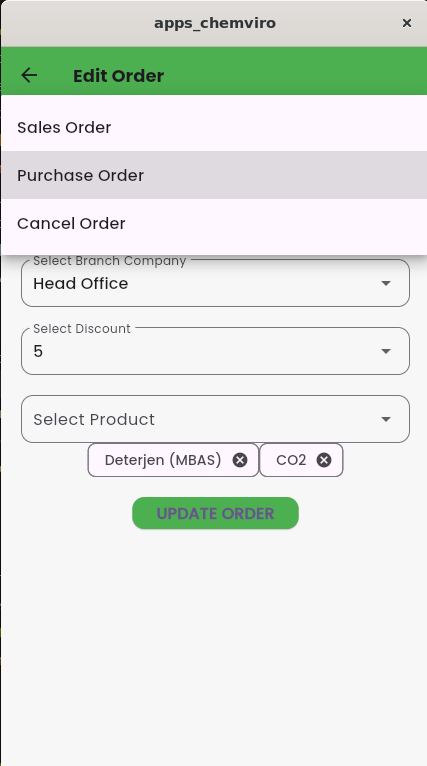 apps_chemviro
Edit Order
Sales Order
Purchase Order
Cancel Order
Select Branch Company
Head Office
Select Discount
5
Select Product
Deterjen (MBAS)
CO2
UPDATE ORDER